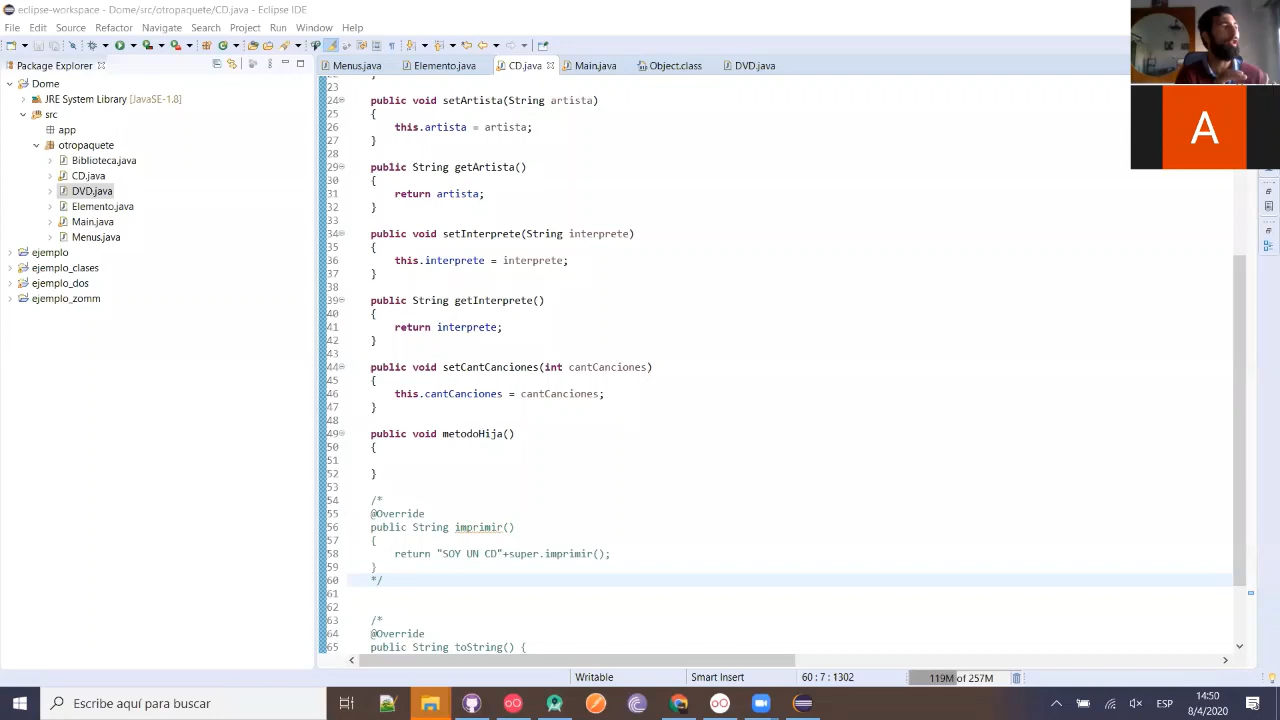 eclipse-workspace - Dome/src/otropaquete/CD.java - Eclipse IDE
File Edit Source Refactor Navigate Search Project Run Window Help
Package Explorer
Menus.java Elemento.java CD.java Main.java Object.class DVD.java
Dome
JRE System Library [JavaSE-1.8]
src
app
otropaquete
Biblioteca.java
CD.java
DVD.java
Elemento.java
Main.java
Menus.java
ejemplo
ejemplo_clases
ejemplo_dos
ejemplo_zomm
23
24 public void setArtista(String artista)
25 {
26 this.artista = artista;
27 }
28
29 public String getArtista()
30 {
31 return artista;
32 }
33
34 public void setInterprete(String interprete)
35 {
36 this.interprete = interprete;
37 }
38
39 public String getInterprete()
40 {
41 return interprete;
42 }
43
44 public void setCantCanciones(int cantCanciones)
45 {
46 this.cantCanciones = cantCanciones;
47 }
48
49 public void metodoHija()
50 {
51
52 }
53
54 /*
55 @Override
56 public String imprimir()
57 {
58 return "SOY UN CD"+super.imprimir();
59 }
60 */
61
62
63 /*
64 @Override
65 public String toString() {
A
Writable Smart Insert 60 : 7 : 1302 119M of 257M
Escribe aquí para buscar
ESP
14:50
8/4/2020